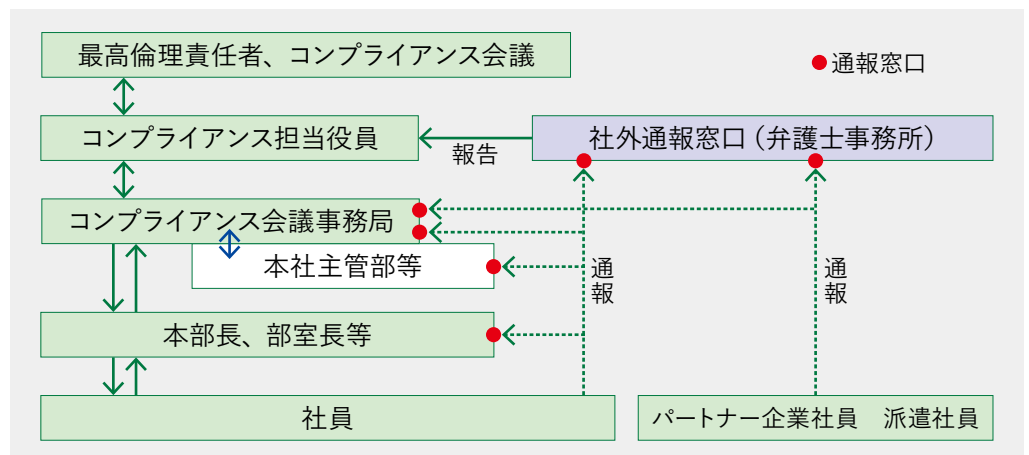 最高倫理責任者、コンプライアンス会議
通報窓口
コンプライアンス担当役員
報告
社外通報窓口（弁護士事務所）
コンプライアンス会議事務局
本社主管部等
通報
通報
本部長、部室長等
社員
パートナー企業社員　派遣社員